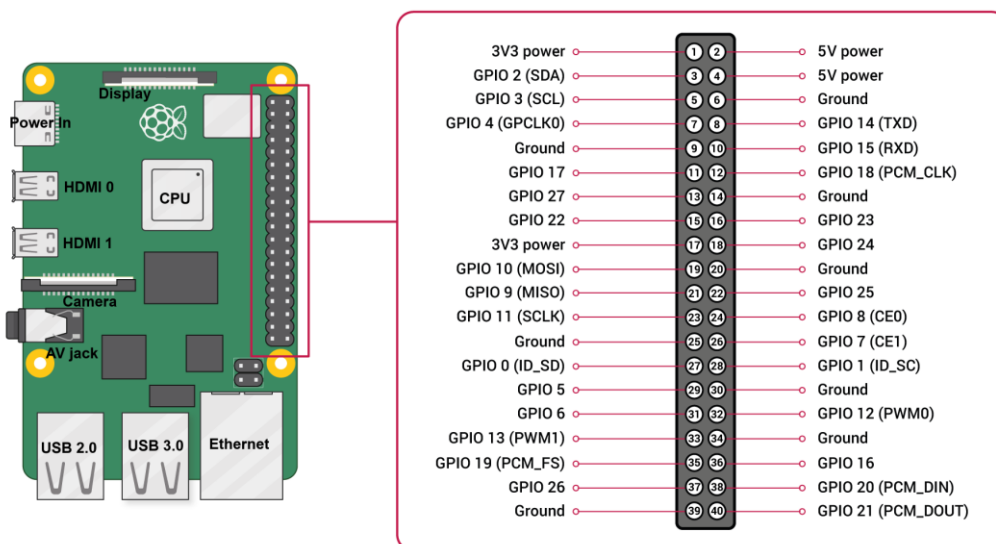 Display
Power In
HDMI 0
CPU
HDMI 1
Camera
AV jack
USB 2.0
USB 3.0
Ethernet
3V3 power 1 2 5V power
GPIO 2 (SDA) 3 4 5V power
GPIO 3 (SCL) 5 6 Ground
GPIO 4 (GPCLK0) 7 8 GPIO 14 (TXD)
Ground 9 10 GPIO 15 (RXD)
GPIO 17 11 12 GPIO 18 (PCM_CLK)
GPIO 27 13 14 Ground
GPIO 22 15 16 GPIO 23
3V3 power 17 18 GPIO 24
GPIO 10 (MOSI) 19 20 Ground
GPIO 9 (MISO) 21 22 GPIO 25
GPIO 11 (SCLK) 23 24 GPIO 8 (CE0)
Ground 25 26 GPIO 7 (CE1)
GPIO 0 (ID_SD) 27 28 GPIO 1 (ID_SC)
GPIO 5 29 30 Ground
GPIO 6 31 32 GPIO 12 (PWM0)
GPIO 13 (PWM1) 33 34 Ground
GPIO 19 (PCM_FS) 35 36 GPIO 16
GPIO 26 37 38 GPIO 20 (PCM_DIN)
Ground 39 40 GPIO 21 (PCM_DOUT)